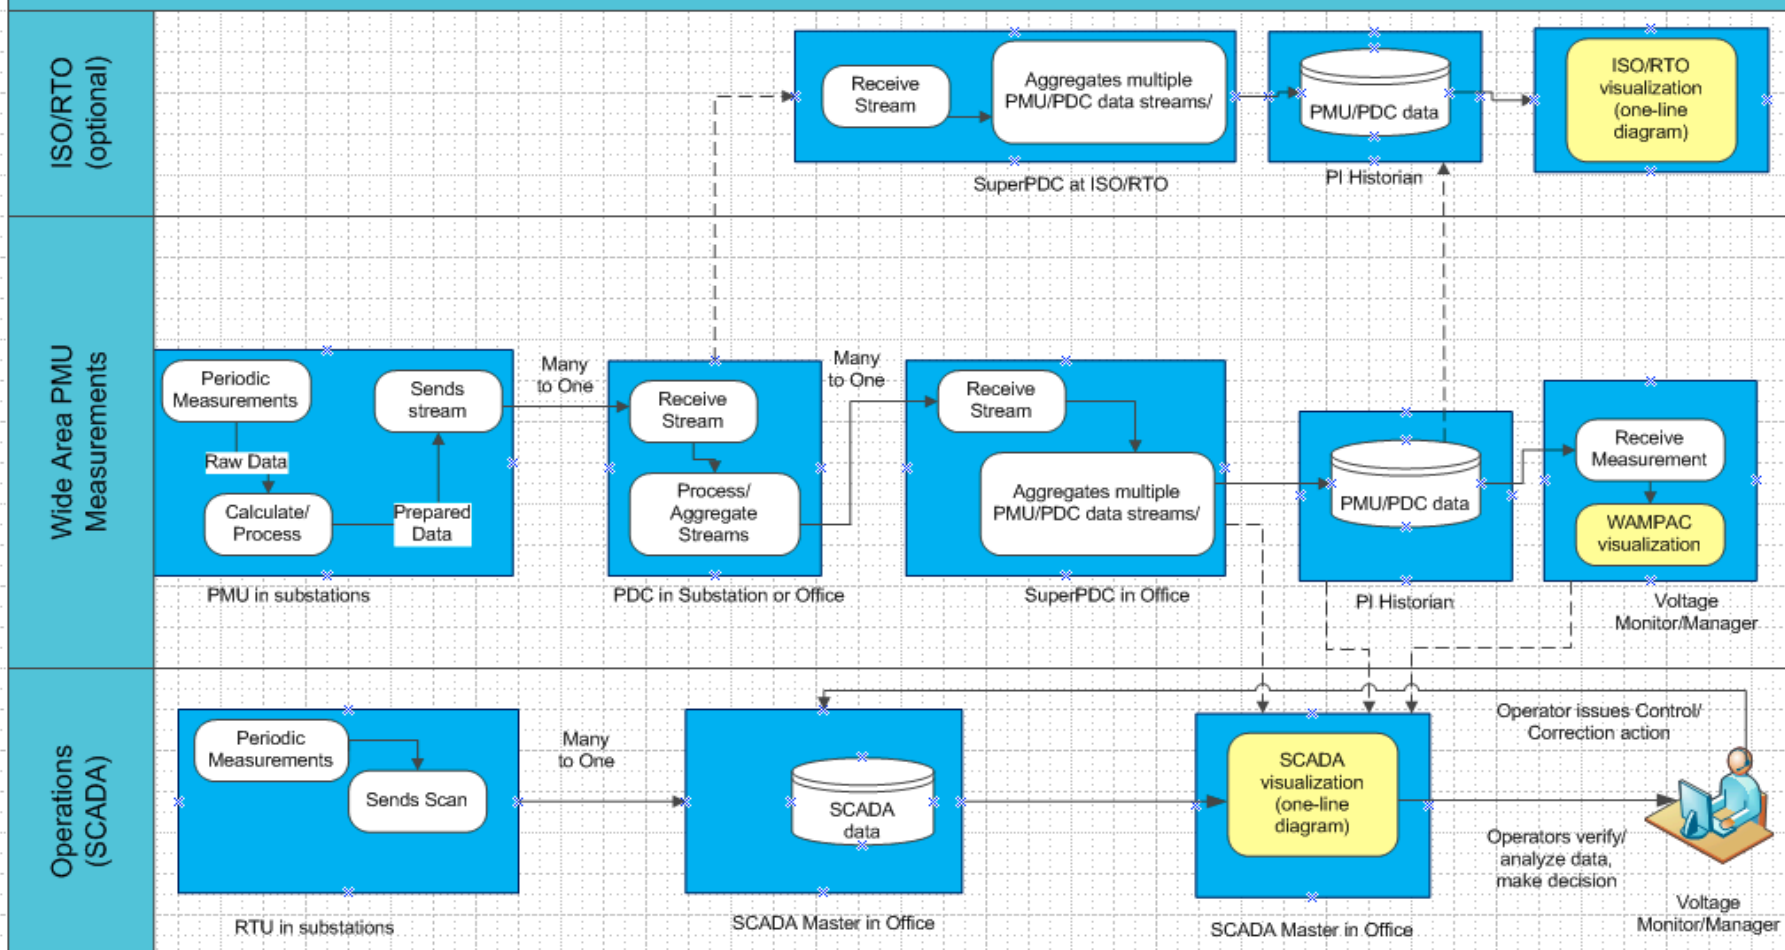 ISO/RTO
(optional)
Receive
Stream
Aggregates multiple
PMU/PDC data streams/
SuperPDC at ISO/RTO
PMU/PDC data
PI Historian
ISO/RTO
visualization
(one-line
diagram)
Wide Area PMU
Measurements
Periodic
Measurements
Raw Data
Calculate/
Process
Prepared
Data
Sends
stream
PMU in substations
Many
to One
Receive
Stream
Process/
Aggregate
Streams
PDC in Substation or Office
Many
to One
Receive
Stream
Aggregates multiple
PMU/PDC data streams/
SuperPDC in Office
PMU/PDC data
PI Historian
Receive
Measurement
WAMPAC
visualization
Voltage
Monitor/Manager
Operations
(SCADA)
Periodic
Measurements
Sends Scan
RTU in substations
Many
to One
SCADA
data
SCADA Master in Office
SCADA
visualization
(one-line
diagram)
SCADA Master in Office
Operator issues Control/
Correction action
Operators verify/
analyze data,
make decision
Voltage
Monitor/Manager